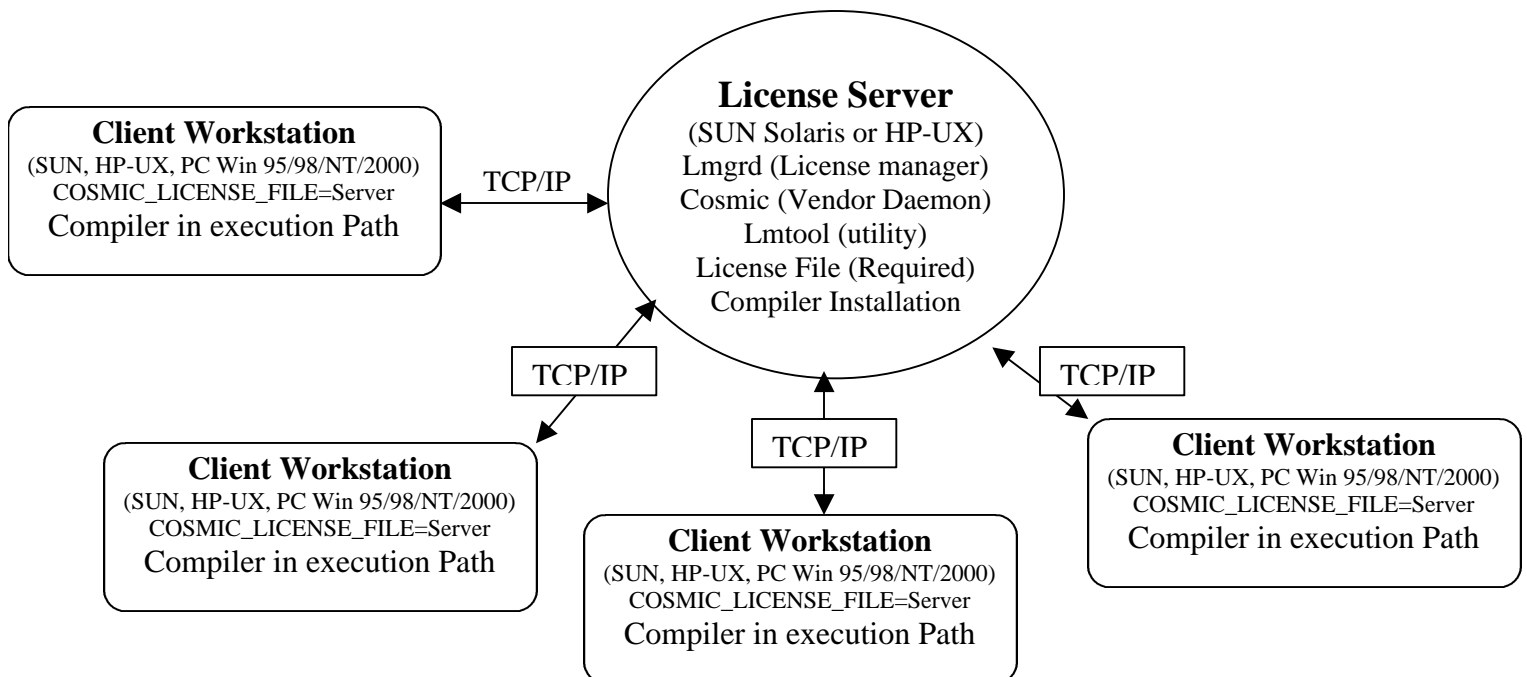 License Server
(SUN Solaris or HP-UX)
Lmgrd (License manager)
Cosmic (Vendor Daemon)
Lmtool (utility)
License File (Required)
Compiler Installation
Client Workstation
(SUN, HP-UX, PC Win 95/98/NT/2000)
COSMIC_LICENSE_FILE=Server
Compiler in execution Path
TCP/IP
TCP/IP
TCP/IP
TCP/IP
Client Workstation
(SUN, HP-UX, PC Win 95/98/NT/2000)
COSMIC_LICENSE_FILE=Server
Compiler in execution Path
Client Workstation
(SUN, HP-UX, PC Win 95/98/NT/2000)
COSMIC_LICENSE_FILE=Server
Compiler in execution Path
Client Workstation
(SUN, HP-UX, PC Win 95/98/NT/2000)
COSMIC_LICENSE_FILE=Server
Compiler in execution Path